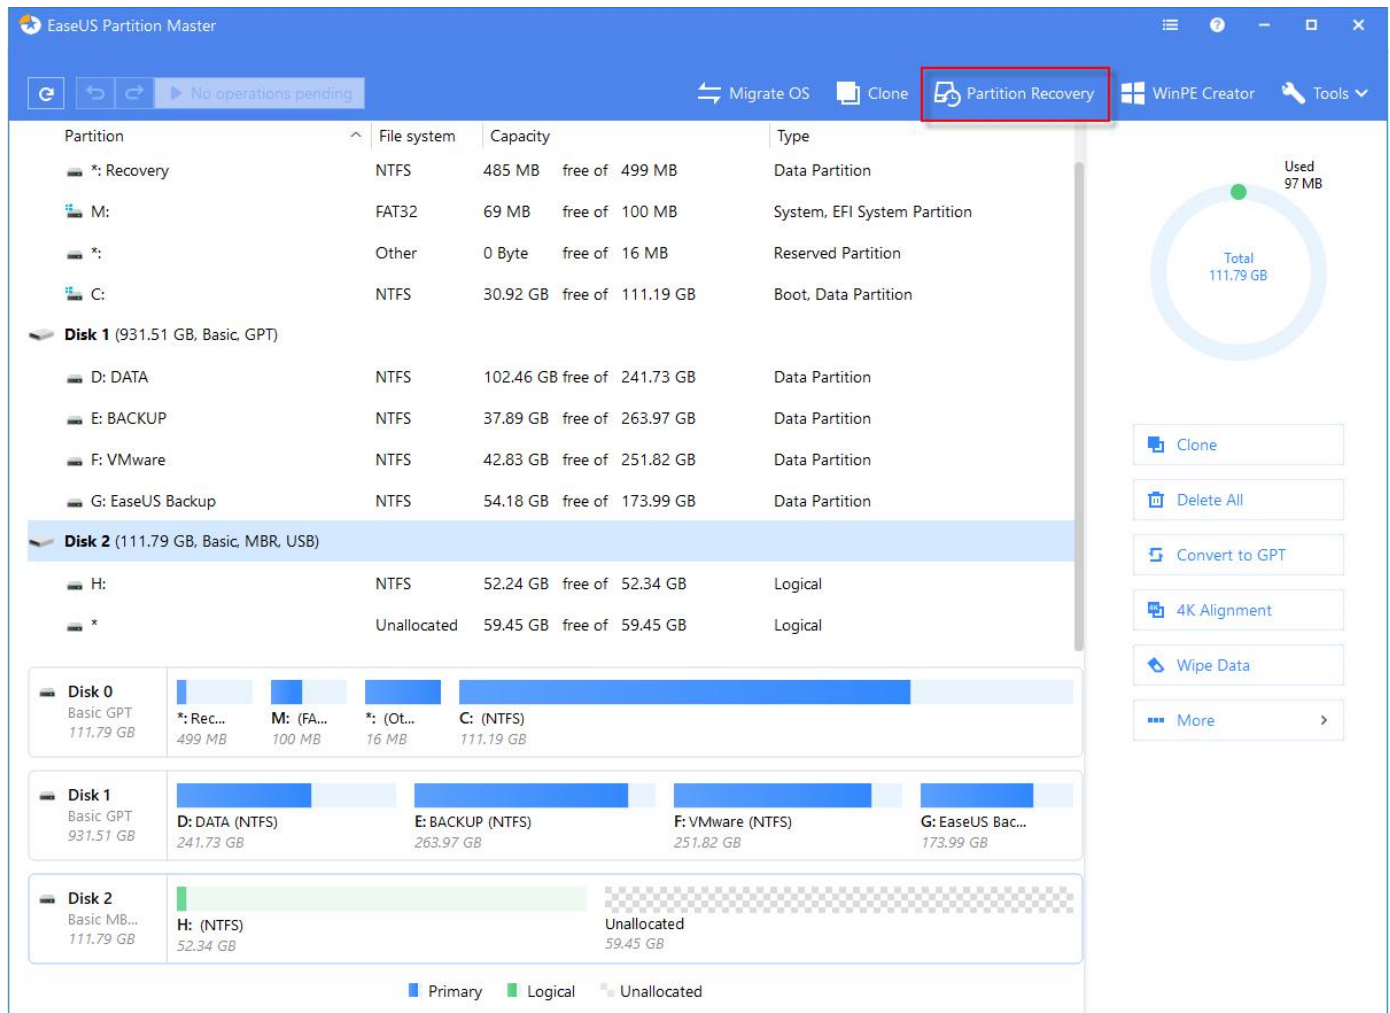 EaseUS Partition Master
No operations pending
Migrate OS Clone Partition Recovery WinPE Creator Tools
Partition File system Capacity Type
*: Recovery NTFS 485 MB free of 499 MB Data Partition
M: FAT32 69 MB free of 100 MB System, EFI System Partition
*: Other 0 Byte free of 16 MB Reserved Partition
C: NTFS 30.92 GB free of 111.19 GB Boot, Data Partition
Disk 1 (931.51 GB, Basic, GPT)
D: DATA NTFS 102.46 GB free of 241.73 GB Data Partition
E: BACKUP NTFS 37.89 GB free of 263.97 GB Data Partition
F: VMware NTFS 42.83 GB free of 251.82 GB Data Partition
G: EaseUS Backup NTFS 54.18 GB free of 173.99 GB Data Partition
Disk 2 (111.79 GB, Basic, MBR, USB)
H: NTFS 52.24 GB free of 52.34 GB Logical
* Unallocated 59.45 GB free of 59.45 GB Logical
Disk 0
Basic GPT
111.79 GB
*: Rec... M: (FA... *: (Ot... C: (NTFS)
499 MB 100 MB 16 MB 111.19 GB
Disk 1
Basic GPT
931.51 GB
D: DATA (NTFS) E: BACKUP (NTFS) F: VMware (NTFS) G: EaseUS Bac...
241.73 GB 263.97 GB 251.82 GB 173.99 GB
Disk 2
Basic MB...
111.79 GB
H: (NTFS) Unallocated
52.34 GB 59.45 GB
Primary Logical Unallocated
Used
97 MB
Total
111.79 GB
Clone
Delete All
Convert to GPT
4K Alignment
Wipe Data
More